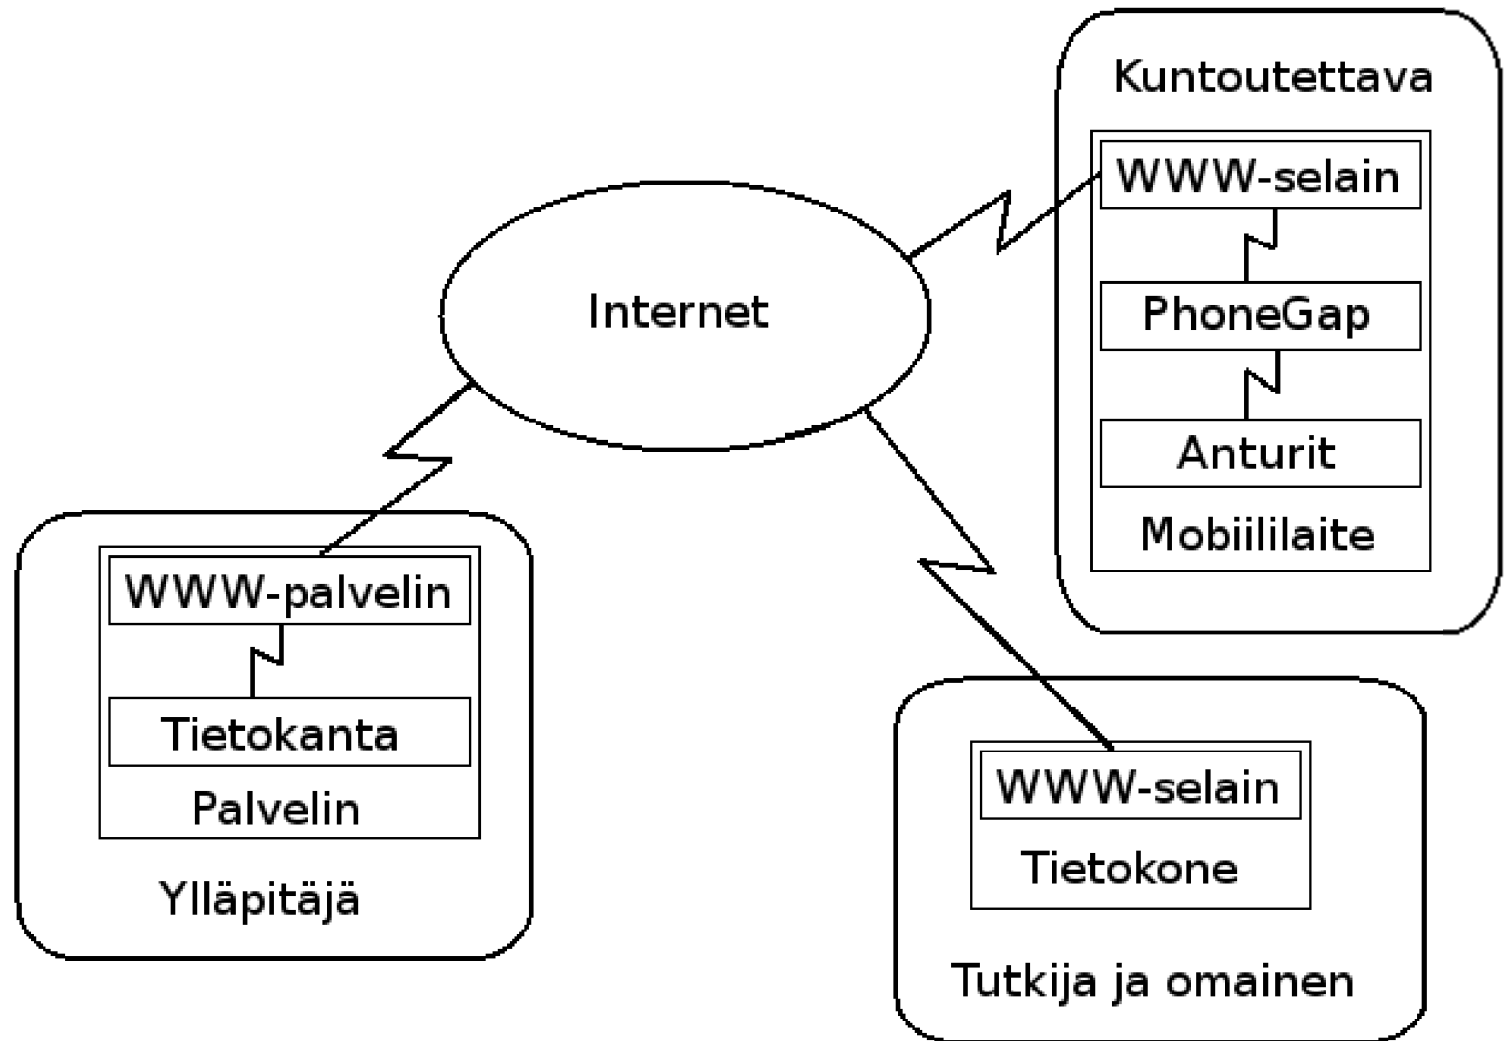 Kuntoutettava
WWW-selain
PhoneGap
Anturit
Mobiililaite
Internet
WWW-palvelin
Tietokanta
Palvelin
Ylläpitäjä
WWW-selain
Tietokone
Tutkija ja omainen